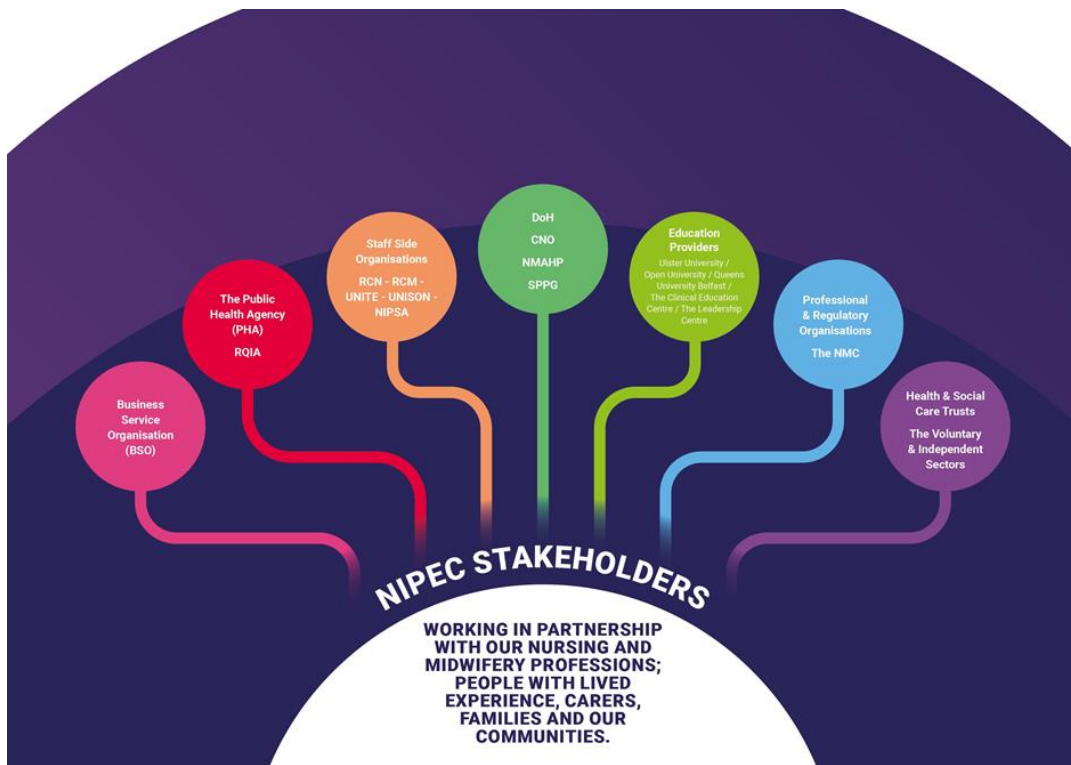 Business
Service
Organisation
(BSO)
The Public
Health Agency
(PHA)
RQIA
Staff Side
Organisations
RCN - RCM -
UNITE - UNISON -
NIPSA
DoH
CNO
NMAHP
SPPG
Education
Providers
Ulster University /
Open University / Queens
University Belfast /
The Clinical Education
Centre / The Leadership
Centre
Professional
& Regulatory
Organisations
The NMC
Health & Social
Care Trusts
The Voluntary
& Independent
Sectors
NIPEC STAKEHOLDERS
WORKING IN PARTNERSHIP
WITH OUR NURSING AND
MIDWIFERY PROFESSIONS;
PEOPLE WITH LIVED
EXPERIENCE, CARERS,
FAMILIES AND OUR
COMMUNITIES.